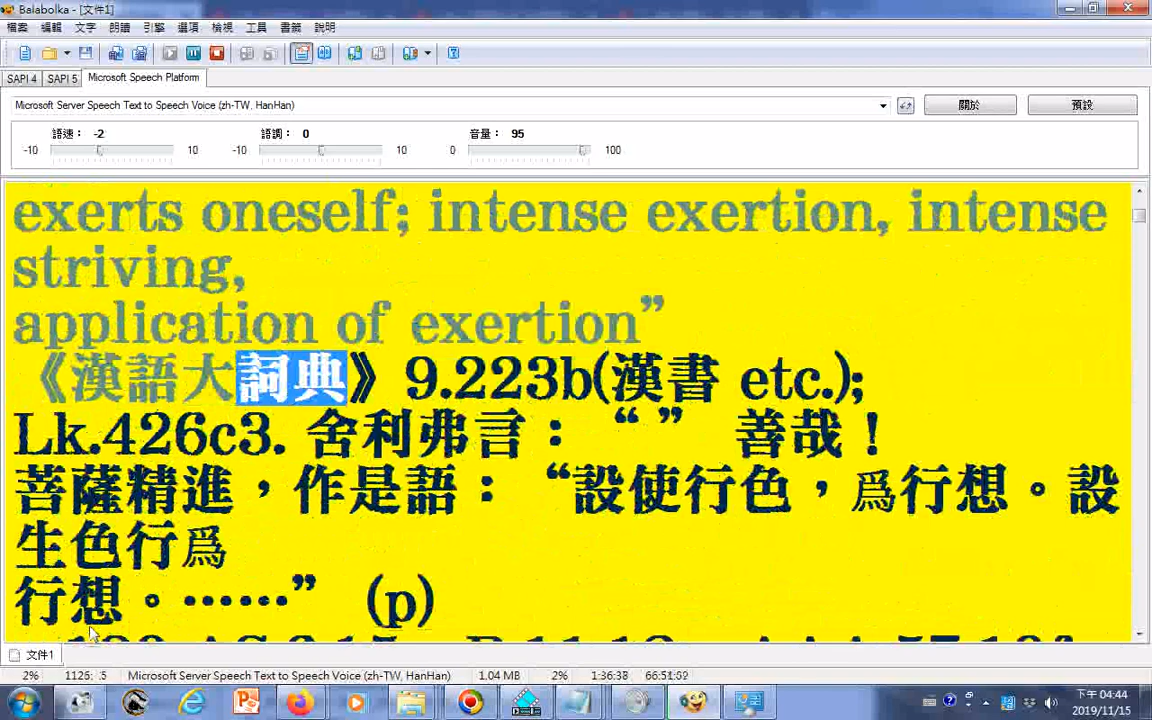 Balabolka - [文件1]
檔案 編輯 文字 朗讀 引擎 選項 檢視 工具 書籤 說明
SAPI 4 SAPI 5 Microsoft Speech Platform
Microsoft Server Speech Text to Speech Voice (zh-TW, HanHan) 關於 預設
語速： -2 語調： 0 音量： 95
-10 10 -10 10 0 100
exerts oneself; intense exertion, intense
striving,
application of exertion”
《漢語大詞典》 9.223b(漢書 etc.);
Lk.426c3. 舍利弗言：“ ” 善哉！
菩薩精進，作是語：“設使行色，爲行想。設
生色行爲
行想。……” (p)
文件1
2% 1125: 5 Microsoft Server Speech Text to Speech Voice (zh-TW, HanHan) 1.04 MB 2% 1:36:38 66:51:59
下午 04:44
2019/11/15